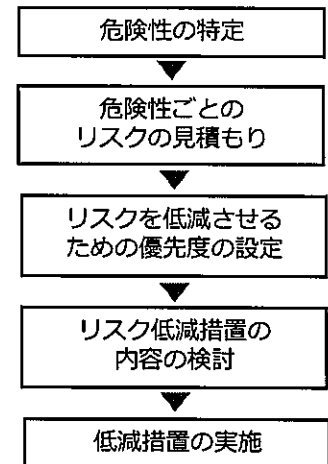 危険性の特定
危険性ごとの
リスクの見積もり
リスクを低減させる
ための優先度の設定
リスク低減措置の
内容の検討
低減措置の実施